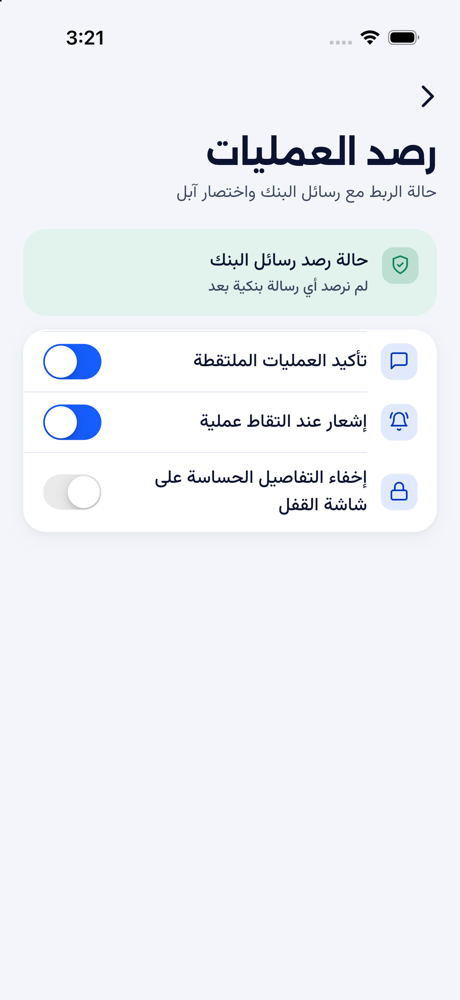 3:21
رصد العمليات
حالة الربط مع رسائل البنك واختصار آبل
حالة رصد رسائل البنك
لم نرصد أي رسالة بنكية بعد
تأكيد العمليات الملتقطة
إشعار عند التقاط عملية
إخفاء التفاصيل الحساسة على
شاشة القفل